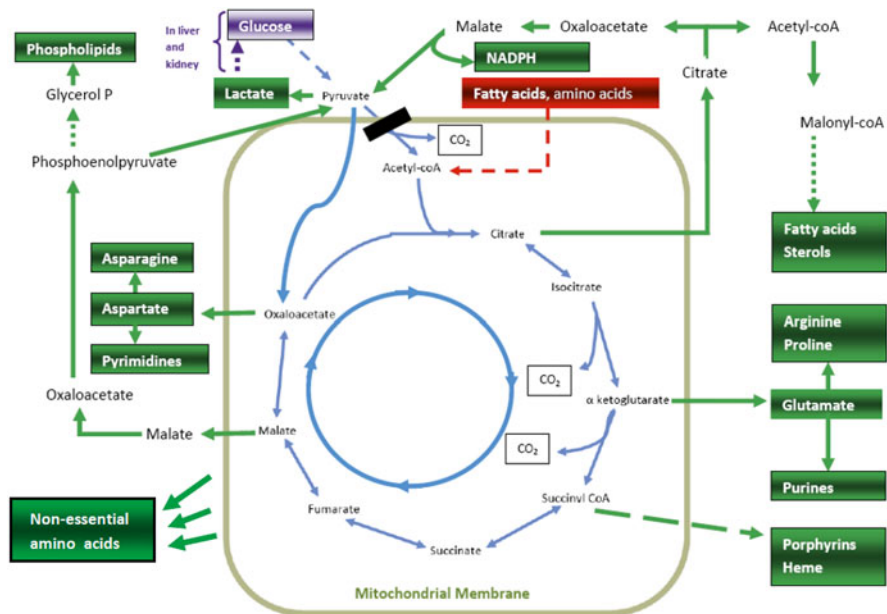 In liver
and
kidney
Glucose
Malate
Oxaloacetate
Acetyl-coA
Phospholipids
NADPH
Citrate
Glycerol P
Lactate
Pyruvate
Fatty acids, amino acids
Malonyl-coA
CO₂
Phosphoenolpyruvate
Acetyl-coA
Citrate
Fatty acids
Sterols
Asparagine
Isocitrate
Aspartate
Oxaloacetate
Arginine
Proline
Pyrimidines
CO₂
Oxaloacetate
α ketoglutarate
Glutamate
Malate
Malate
CO₂
Purines
Succinyl CoA
Fumarate
Non-essential
amino acids
Succinate
Porphyrins
Heme
Mitochondrial Membrane